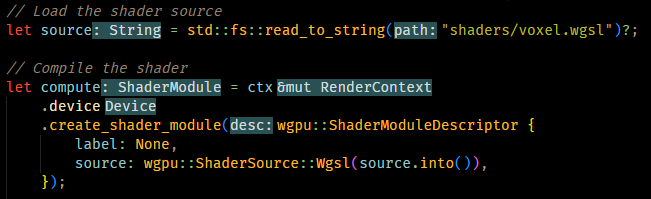 // Load the shader source
let source: String = std::fs::read_to_string(path: "shaders/voxel.wgsl")?;
// Compile the shader
let compute: ShaderModule = ctx &mut RenderContext
.device Device
.create_shader_module(desc: wgpu::ShaderModuleDescriptor {
label: None,
source: wgpu::ShaderSource::Wgsl(source.into()),
});